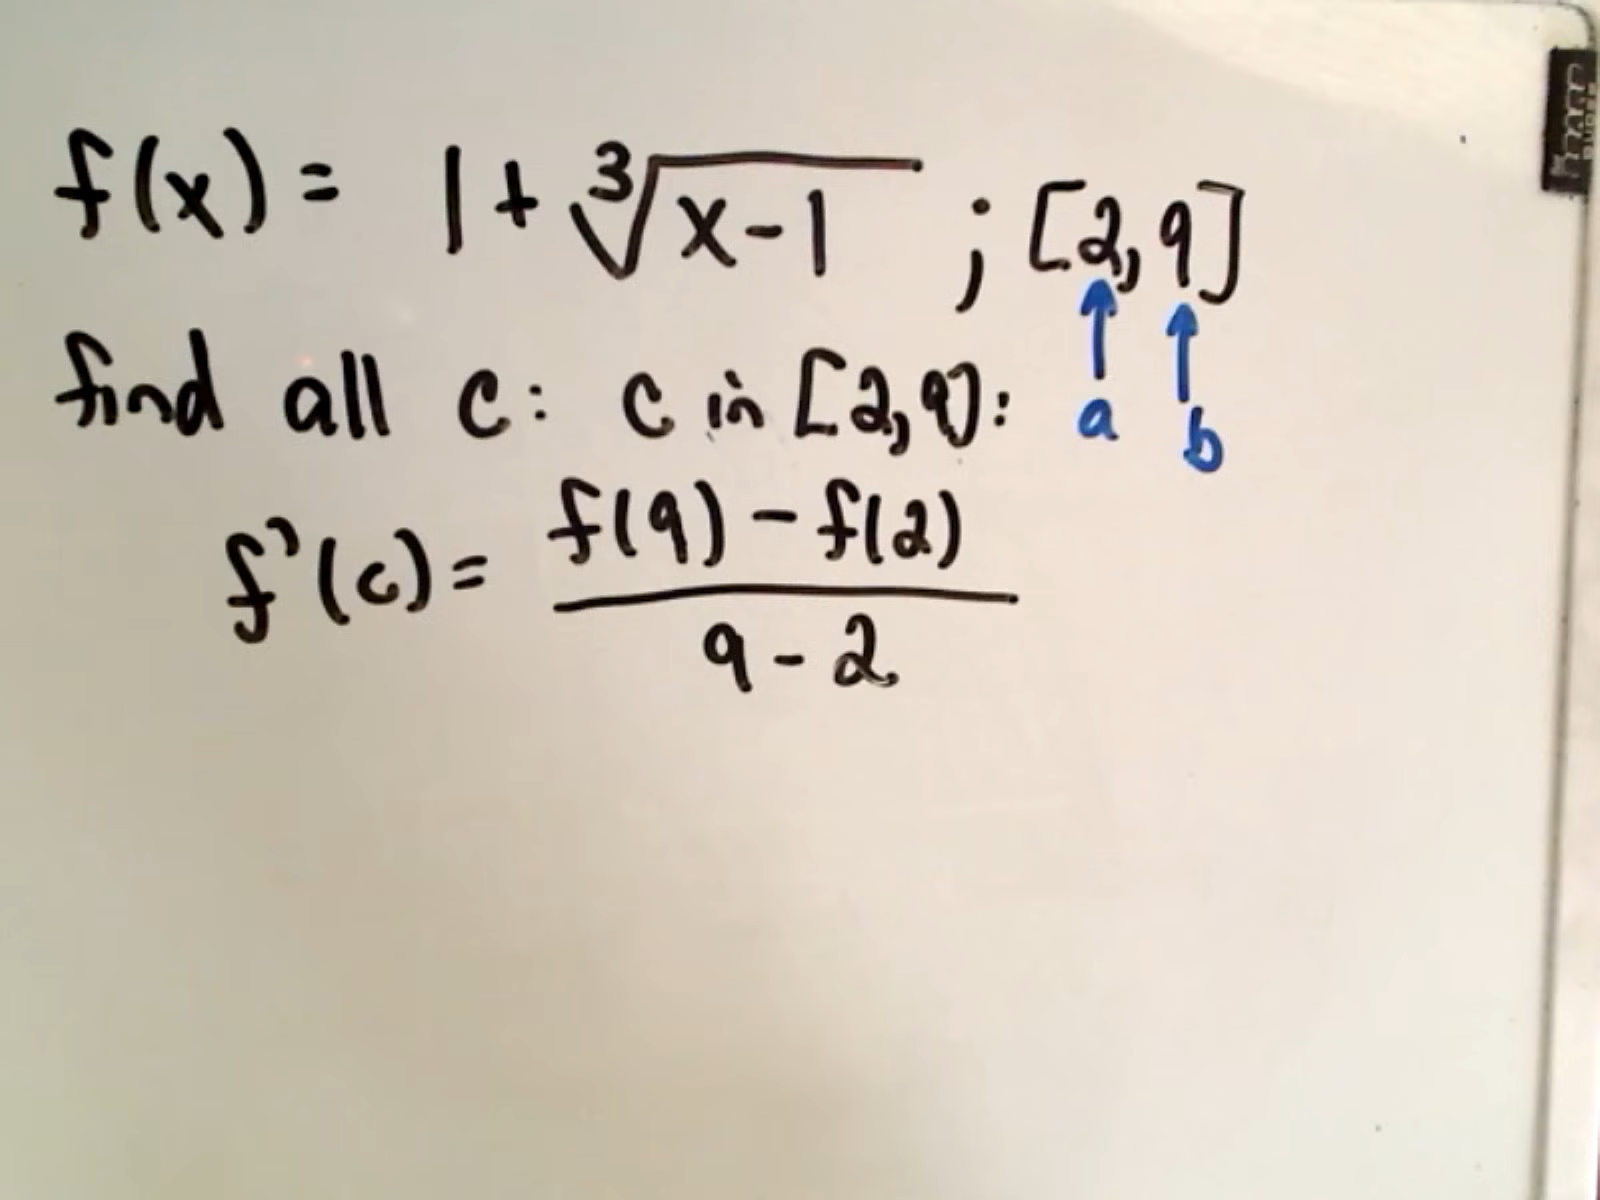 f(x) = 1 + ∛(x-1) ; [2,9]
find all c: c in [2,9]:
a
b
f'(c) = (f(9) - f(2)) / (9 - 2)